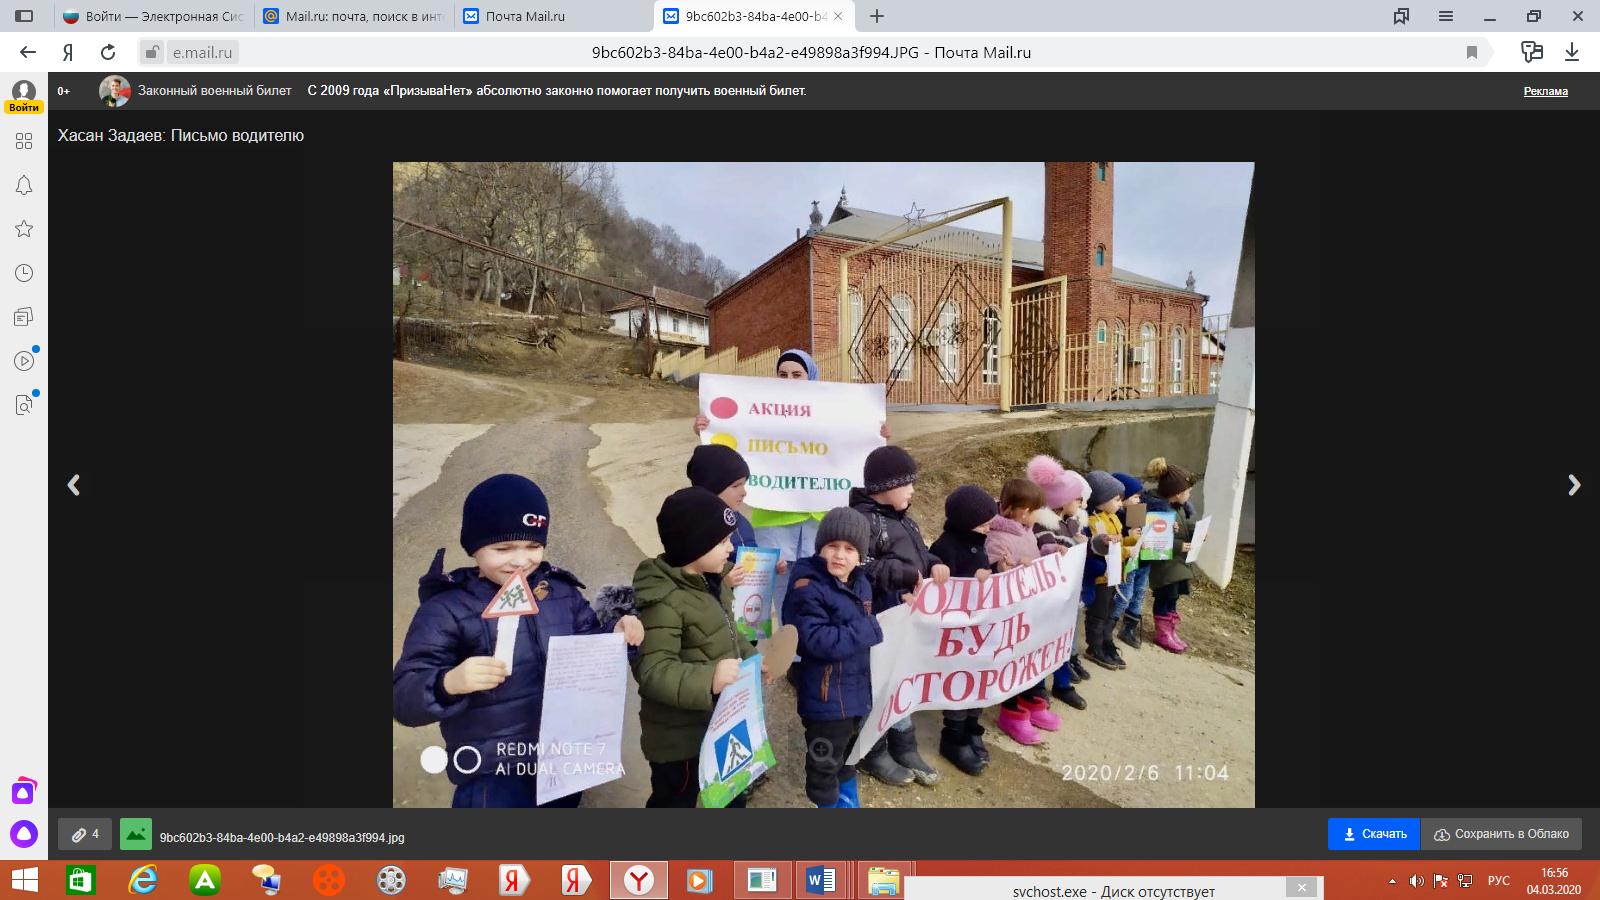 Войти — Электронная Сис
Mail.ru: почта, поиск в инт
Почта Mail.ru
9bc602b3-84ba-4e00-b4
e.mail.ru
9bc602b3-84ba-4e00-b4a2-e49898a3f994.JPG - Почта Mail.ru
Войти
0+
Законный военный билет
С 2009 года «ПризываНет» абсолютно законно помогает получить военный билет.
Реклама
Хасан Задаев: Письмо водителю
АКЦИЯ
ПИСЬМО
ВОДИТЕЛЮ
ОДИТЕЛЬ!
БУДЬ
ОСТОРОЖЕН!
REDMI NOTE 7
AI DUAL CAMERA
2020/2/6 11:04
4
9bc602b3-84ba-4e00-b4a2-e49898a3f994.jpg
Скачать
Сохранить в Облако
svchost.exe - Диск отсутствует
РУС
16:56
04.03.2020